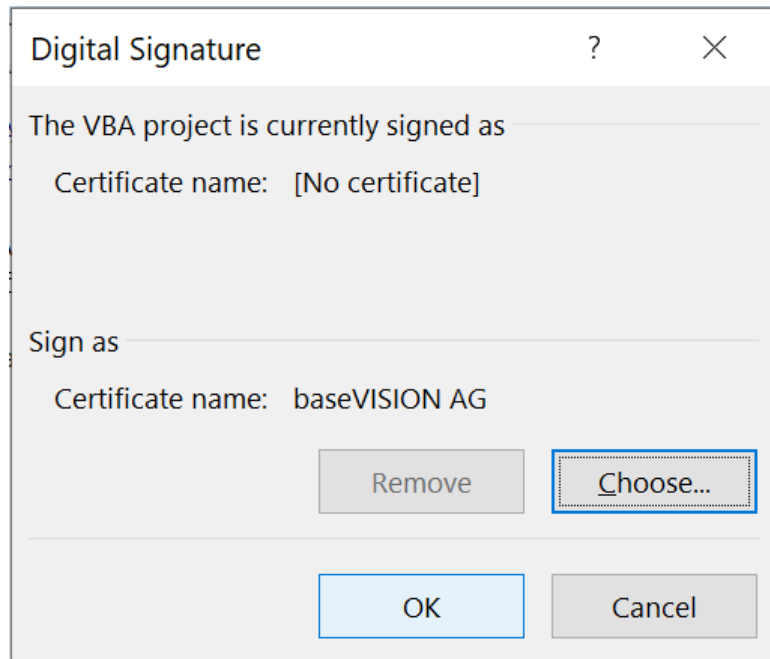 Digital Signature ?
The VBA project is currently signed as
Certificate name: [No certificate]
Sign as
Certificate name: baseVISION AG
Remove Choose...
OK Cancel